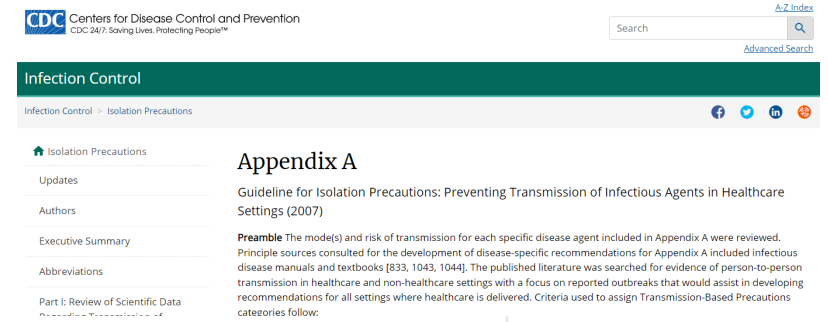 A-Z Index
CDC Centers for Disease Control and Prevention
CDC 24/7: Saving Lives, Protecting People™
Search
Advanced Search
Infection Control
Infection Control > Isolation Precautions
Isolation Precautions
Updates
Authors
Executive Summary
Abbreviations
Part I: Review of Scientific Data
Regarding Transmission of
Appendix A
Guideline for Isolation Precautions: Preventing Transmission of Infectious Agents in Healthcare
Settings (2007)
Preamble The mode(s) and risk of transmission for each specific disease agent included in Appendix A were reviewed.
Principle sources consulted for the development of disease-specific recommendations for Appendix A included infectious
disease manuals and textbooks [833, 1043, 1044]. The published literature was searched for evidence of person-to-person
transmission in healthcare and non-healthcare settings with a focus on reported outbreaks that would assist in developing
recommendations for all settings where healthcare is delivered. Criteria used to assign Transmission-Based Precautions
categories follow: